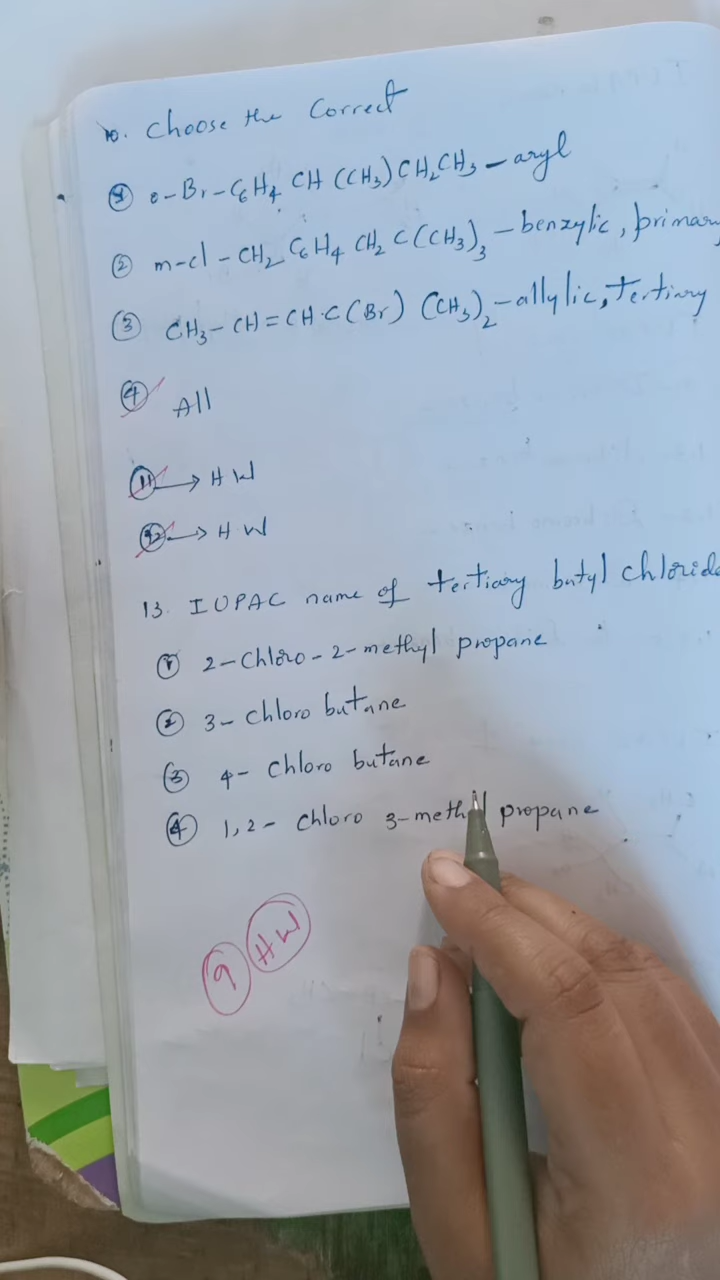 10. Choose the Correct
① o-Br-C₆H₄ CH (CH₃) CH₂CH₃ - aryl
② m-cl-CH₂ C₆H₄ CH₂ C(CH₃)₃ - benzylic, primary
③ CH₃-CH=CH·C(Br) (CH₃)₂ - allylic, Tertiary
④ All
⑪ → HW
⑫ → HW
13. IUPAC name of tertiary butyl chloride
① 2-Chloro-2-methyl propane
② 3- Chloro butane
③ 4- Chloro butane
④ 1,2- Chloro 3-methyl propane
⑨ HW